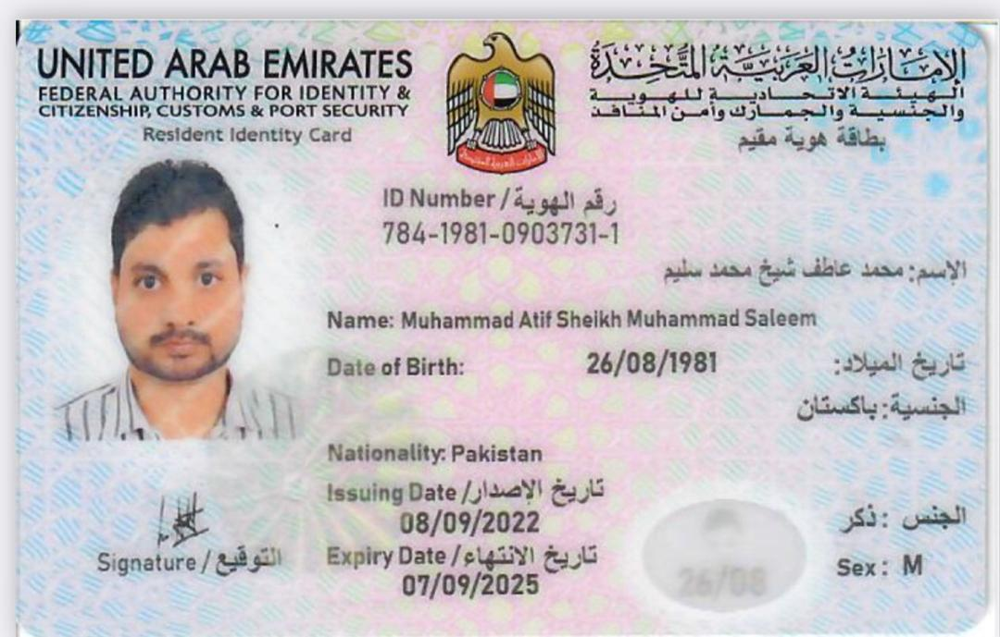 UNITED ARAB EMIRATES
FEDERAL AUTHORITY FOR IDENTITY &
CITIZENSHIP, CUSTOMS & PORT SECURITY
Resident Identity Card
الإمارات العربية المتحدة
الهيئة الاتحادية للهوية
والجنسية والجمارك وأمن المنافذ
بطاقة هوية مقيم
ID Number / رقم الهوية
784-1981-0903731-1
الإسم: محمد عاطف شيخ محمد سليم
Name: Muhammad Atif Sheikh Muhammad Saleem
Date of Birth: 26/08/1981 تاريخ الميلاد:
الجنسية: باكستان
Nationality: Pakistan
Issuing Date / تاريخ الإصدار
08/09/2022
Expiry Date / تاريخ الانتهاء
07/09/2025
الجنس : ذكر
Sex : M
Signature / التوقيع
26/08